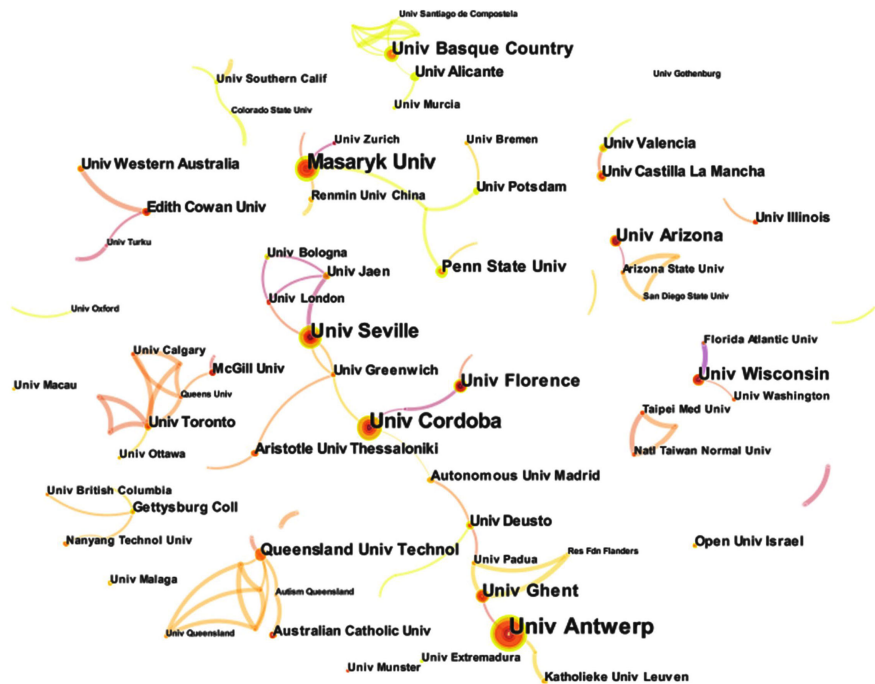 Univ Santiago de Compostela
Univ Basque Country
Univ Gothenburg
Univ Southern Calif
Univ Alicante
Colorado State Univ
Univ Murcia
Univ Zurich
Univ Bremen
Univ Valencia
Univ Western Australia
Masaryk Univ
Univ Castilla La Mancha
Renmin Univ China
Univ Potsdam
Edith Cowan Univ
Univ Illinois
Univ Turku
Univ Arizona
Univ Bologna
Penn State Univ
Arizona State Univ
Univ Jaen
Univ London
San Diego State Univ
Univ Oxford
Univ Seville
Florida Atlantic Univ
Univ Calgary
McGill Univ
Univ Greenwich
Univ Wisconsin
Univ Macau
Queens Univ
Univ Florence
Univ Washington
Univ Toronto
Univ Cordoba
Taipei Med Univ
Univ Ottawa
Aristotle Univ Thessaloniki
Natl Taiwan Normal Univ
Autonomous Univ Madrid
Univ British Columbia
Gettysburg Coll
Univ Deusto
Nanyang Technol Univ
Queensland Univ Technol
Res Fdn Flanders
Open Univ Israel
Univ Padua
Univ Malaga
Autism Queensland
Univ Ghent
Univ Queensland
Australian Catholic Univ
Univ Antwerp
Univ Extremadura
Univ Munster
Katholieke Univ Leuven